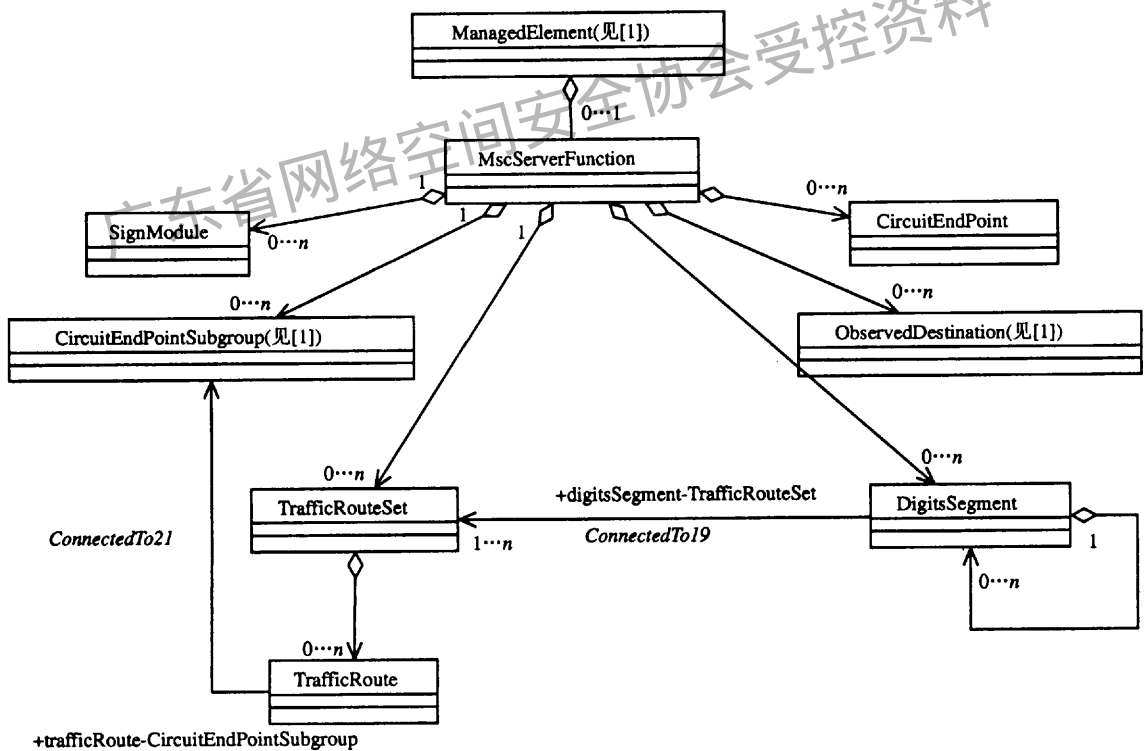 ManagedElement(见[1])
0…1
MscServerFunction
1
0…n
SignModule
1
0…n
CircuitEndPointSubgroup(见[1])
1
0…n
CircuitEndPoint
0…n
ObservedDestination(见[1])
0…n
TrafficRouteSet
0…n
DigitsSegment
+digitsSegment-TrafficRouteSet
ConnectedTo19
1…n
1
0…n
ConnectedTo21
0…n
TrafficRoute
+trafficRoute-CircuitEndPointSubgroup
广东省网络空间安全协会受控资料